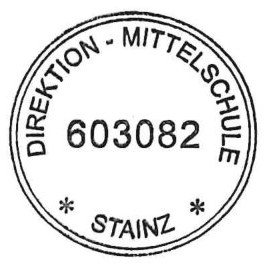 DIREKTION - MITTELSCHULE
603082
* STAINZ *